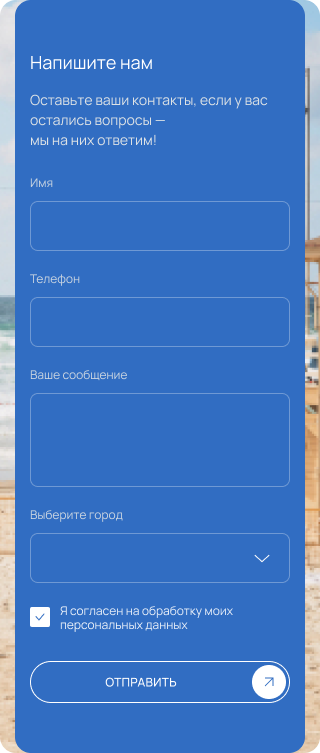 Напишите нам
Оставьте ваши контакты, если у вас
остались вопросы —
мы на них ответим!
Имя
Телефон
Ваше сообщение
Выберите город
Я согласен на обработку моих
персональных данных
ОТПРАВИТЬ